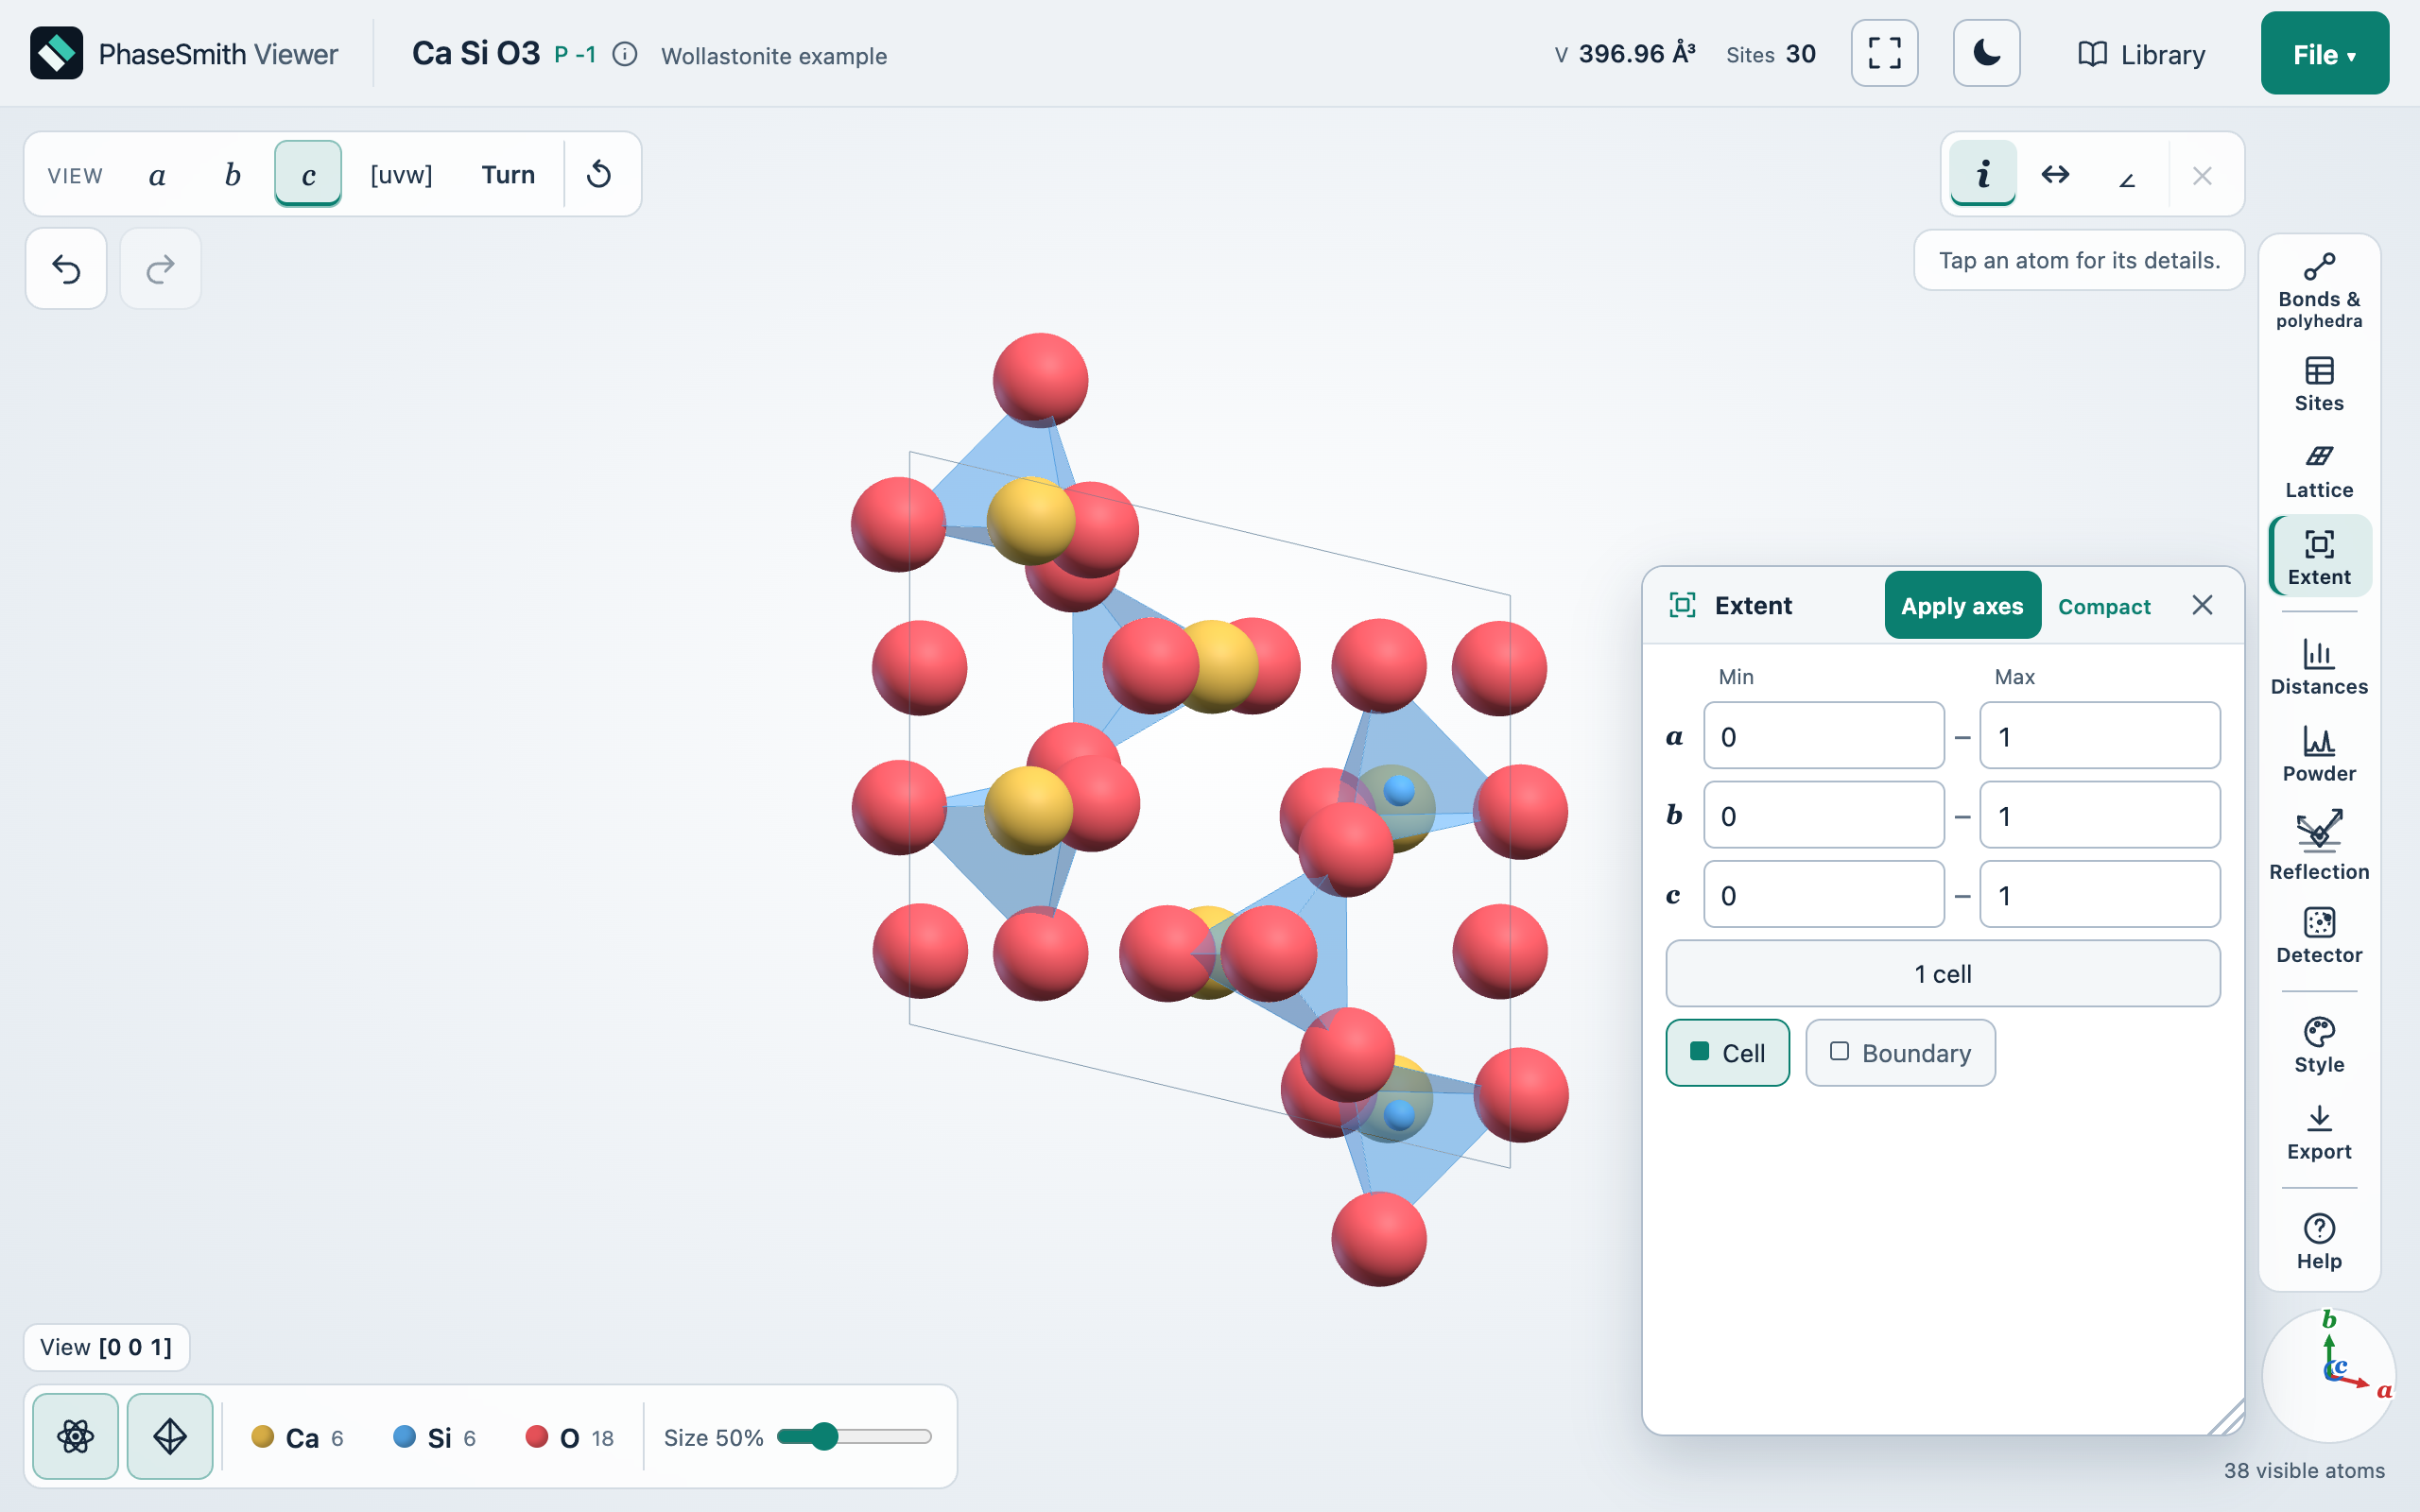 PhaseSmith Viewer
Ca Si O3 P -1 i Wollastonite example
V 396.96 Å³ Sites 30
Library
File ▾
VIEW a b c [uvw] Turn
i
Tap an atom for its details.
Bonds &
polyhedra
Sites
Lattice
Extent
Distances
Powder
Reflection
Detector
Style
Export
Help
Extent Apply axes Compact
Min Max
a 0 – 1
b 0 – 1
c 0 – 1
1 cell
Cell Boundary
View [0 0 1]
Ca 6 Si 6 O 18 Size 50%
b
c
a
38 visible atoms